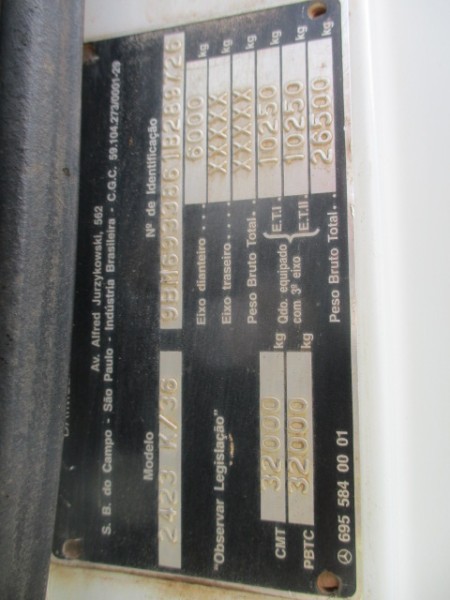 Av. Alfred Jurzykowski, 562
S. B. do Campo - São Paulo - Indústria Brasileira - C.G.C. 59.104.273/0001-29
Modelo Nº de Identificação
2423 K/36
Eixo dianteiro... 6000 kg
Eixo traseiro... XXXXX kg
"Observar Legislação" Peso Bruto Total.. XXXXX kg
CMT 32000 kg Qdo. equipado com 3º eixo { E.T.I. 10250 kg
PBTC 32000 kg E.T.II. 10250 kg
Peso Bruto Total.. 26500 kg
695 584 00 01